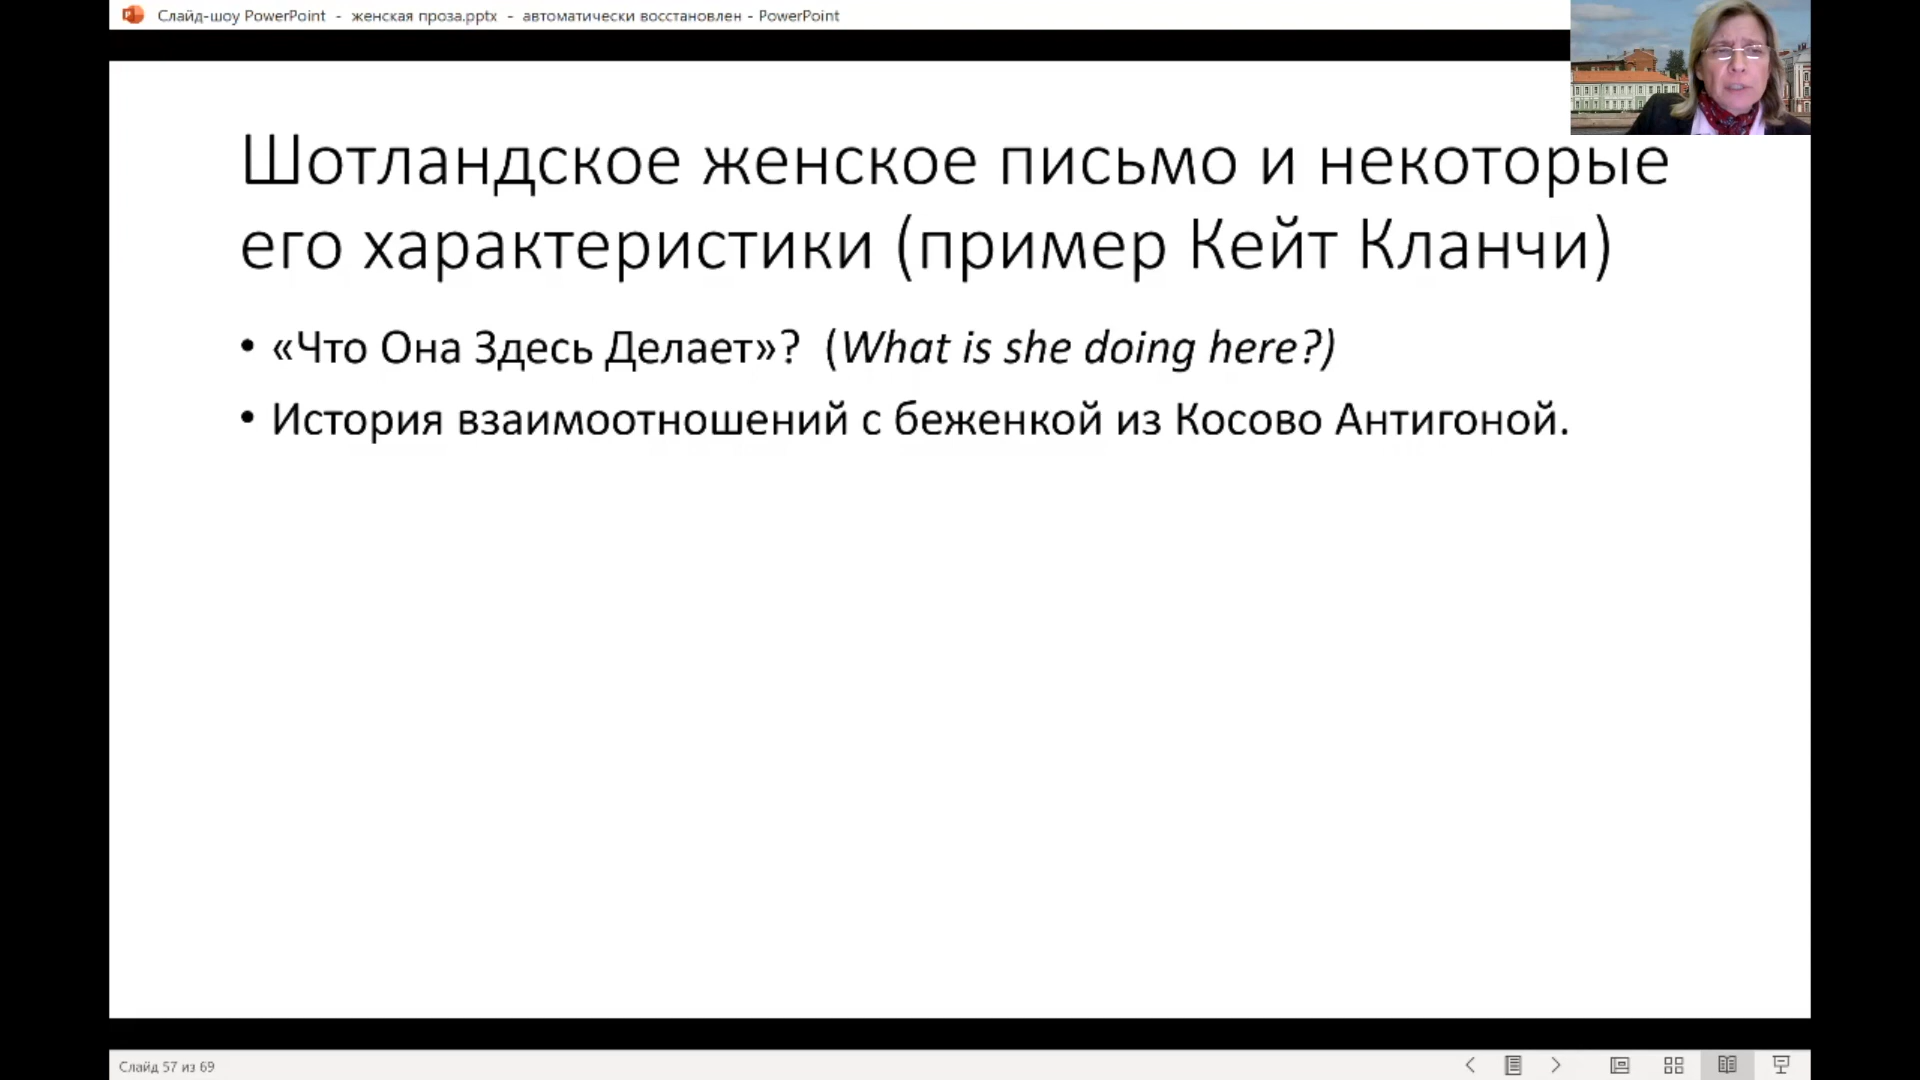 Слайд-шоу PowerPoint - женская проза.pptx - автоматически восстановлен - PowerPoint
Шотландское женское письмо и некоторые
его характеристики (пример Кейт Кланчи)
• «Что Она Здесь Делает»? (What is she doing here?)
• История взаимоотношений с беженкой из Косово Антигоной.
Слайд 57 из 69